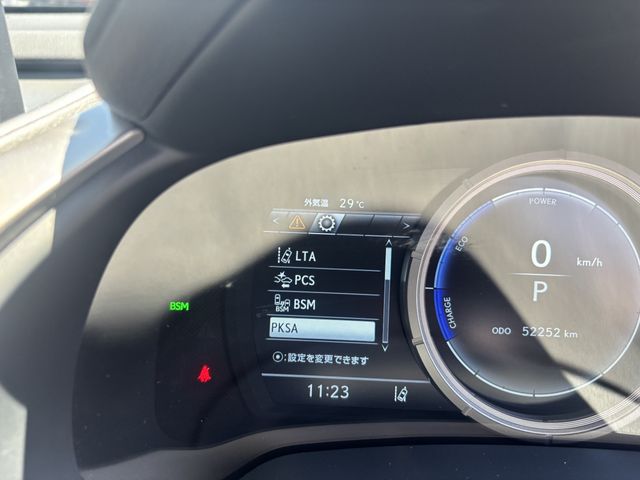 外気温 29℃
< >
LTA
PCS
BSM BSM
PKSA
:設定を変更できます
11:23
BSM
POWER
ECO
CHARGE
0 km/h
P
ODO 52252 km